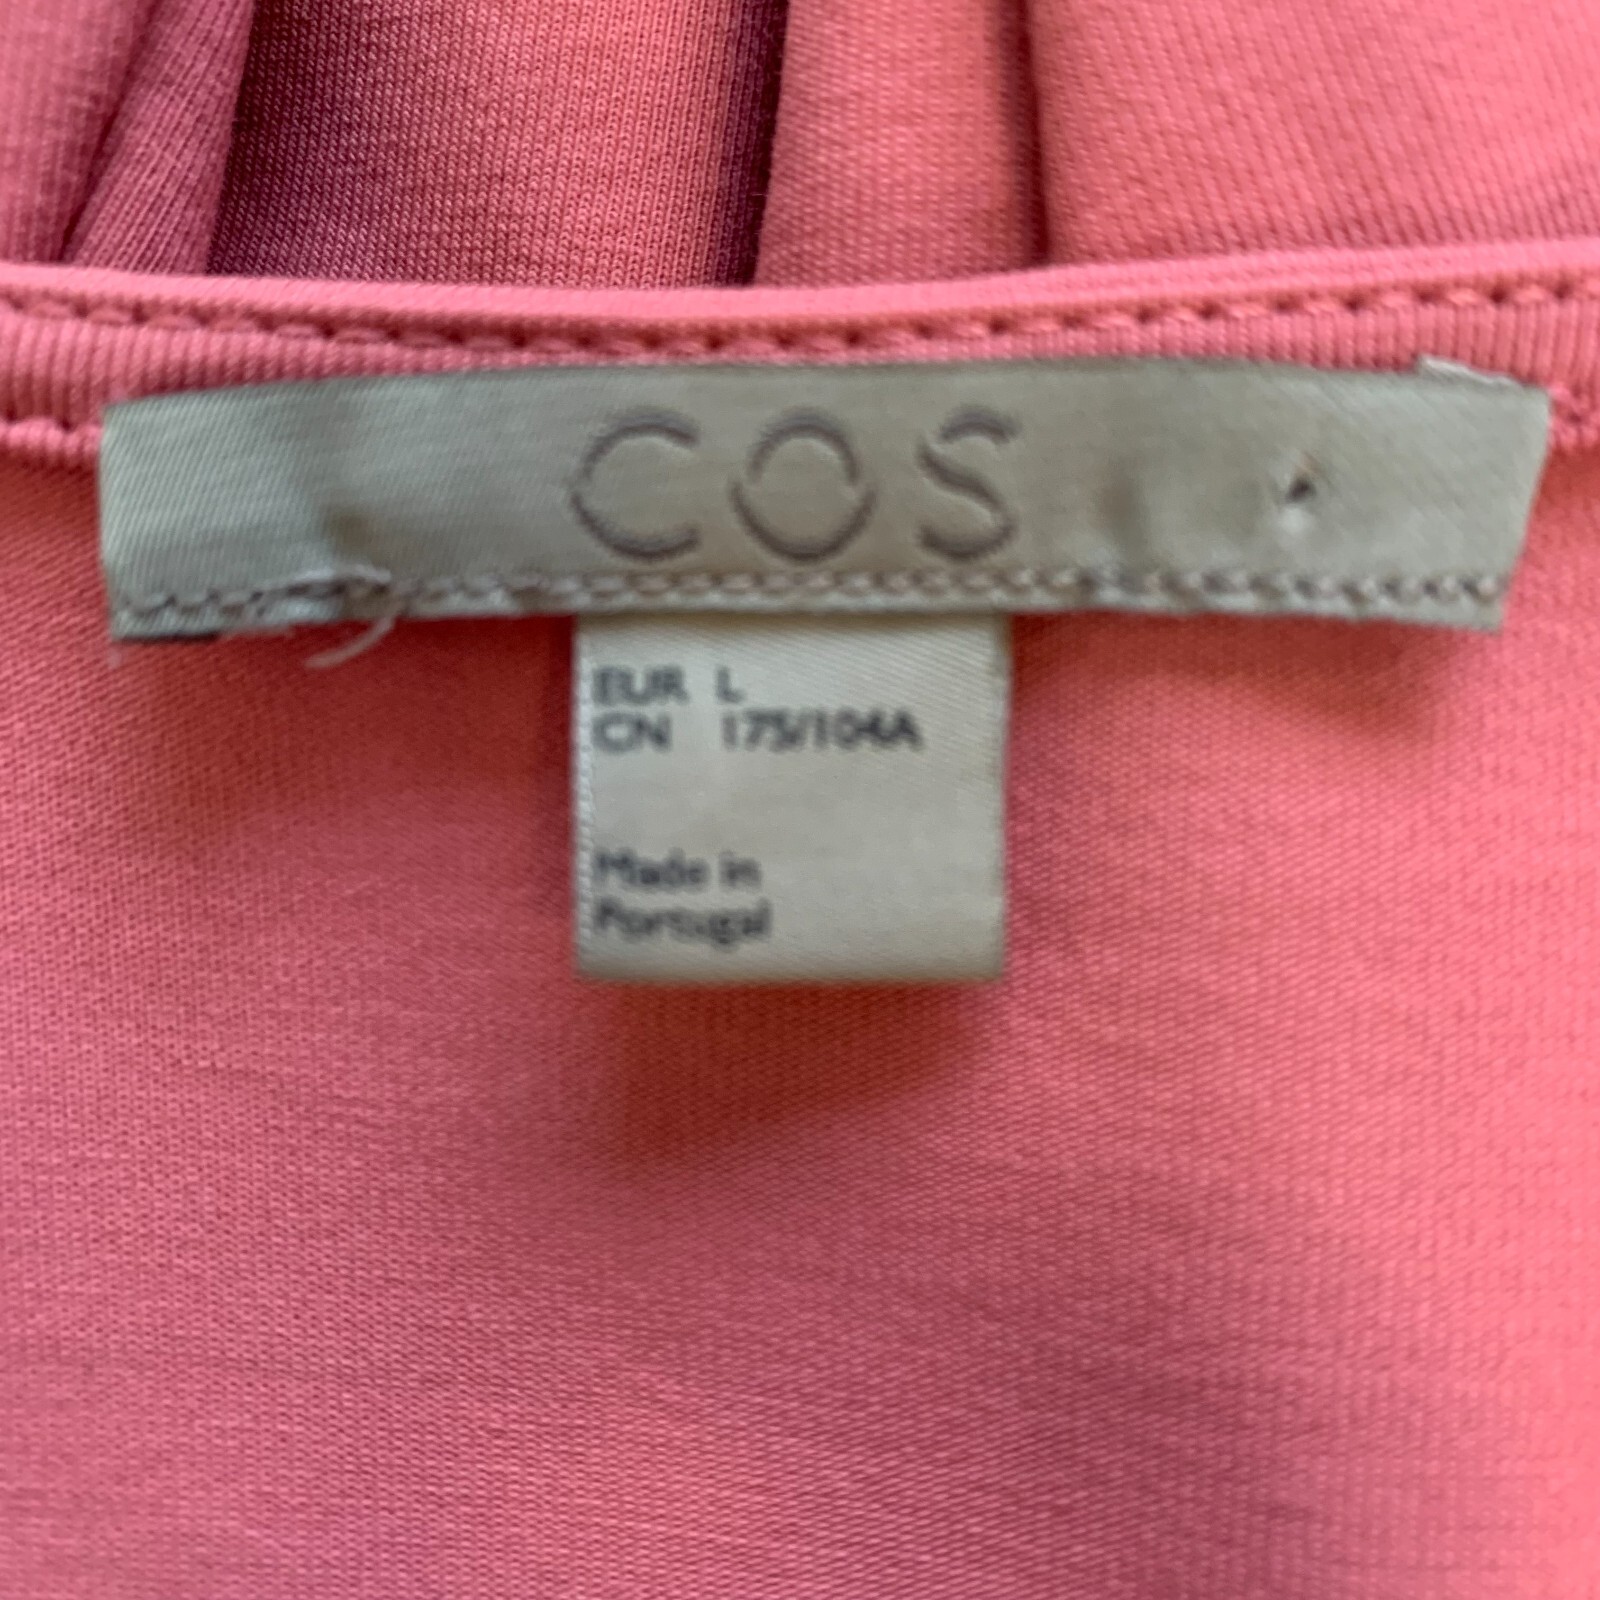 COS
EUR L
CN 175/104A
Made in
Portugal